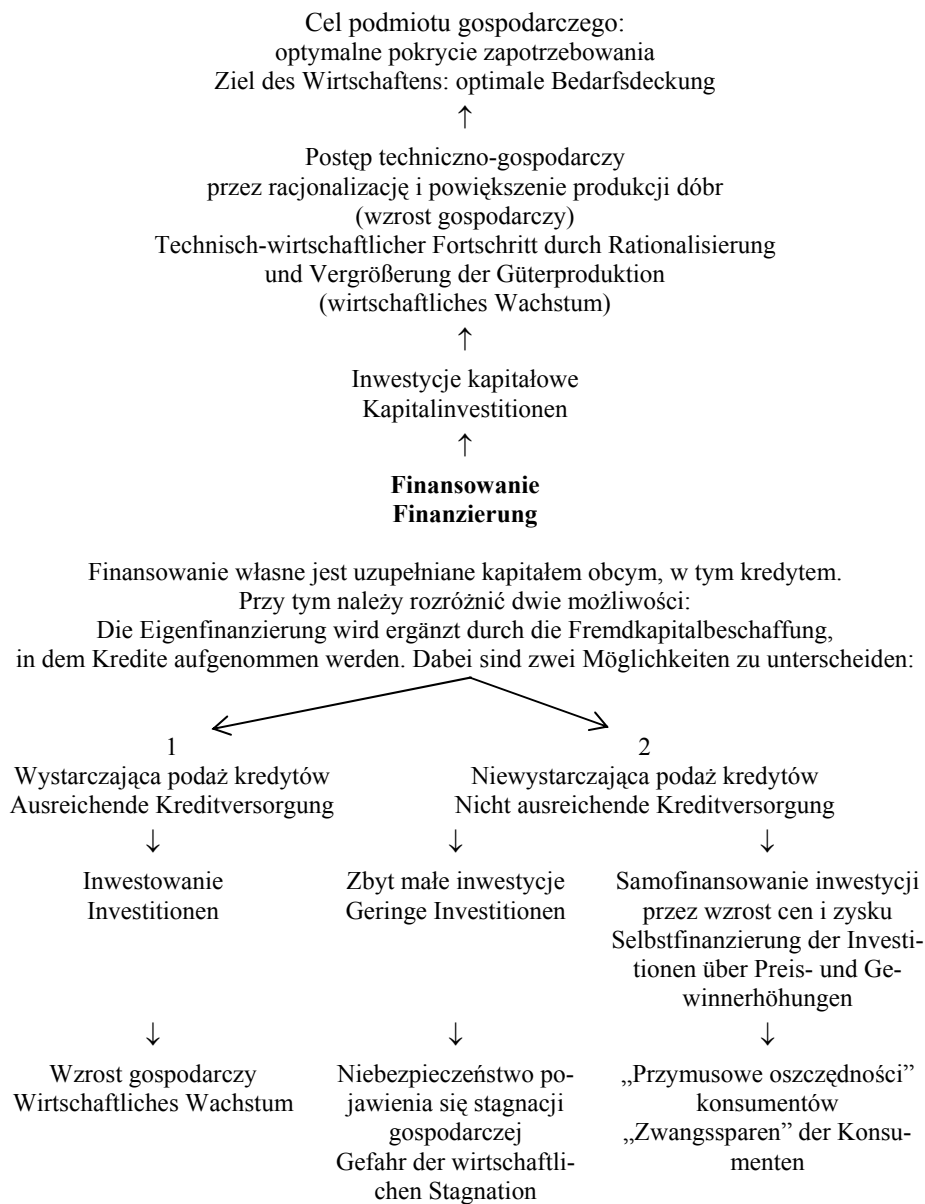 Cel podmiotu gospodarczego:
optymalne pokrycie zapotrzebowania
Ziel des Wirtschaftens: optimale Bedarfsdeckung
↑
Postęp techniczno-gospodarczy
przez racjonalizację i powiększenie produkcji dóbr
(wzrost gospodarczy)
Technisch-wirtschaftlicher Fortschritt durch Rationalisierung
und Vergrößerung der Güterproduktion
(wirtschaftliches Wachstum)
↑
Inwestycje kapitałowe
Kapitalinvestitionen
↑
Finansowanie
Finanzierung
Finansowanie własne jest uzupełniane kapitałem obcym, w tym kredytem.
Przy tym należy rozróżnić dwie możliwości:
Die Eigenfinanzierung wird ergänzt durch die Fremdkapitalbeschaffung,
in dem Kredite aufgenommen werden. Dabei sind zwei Möglichkeiten zu unterscheiden:
1
Wystarczająca podaż kredytów
Ausreichende Kreditversorgung
2
Niewystarczająca podaż kredytów
Nicht ausreichende Kreditversorgung
↓ ↓ ↓
Inwestowanie
Investitionen
Zbyt małe inwestycje
Geringe Investitionen
Samofinansowanie inwestycji
przez wzrost cen i zysku
Selbstfinanzierung der Investi-
tionen über Preis- und Ge-
winnerhöhungen
↓ ↓ ↓
Wzrost gospodarczy
Wirtschaftliches Wachstum
Niebezpieczeństwo po-
jawienia się stagnacji
gospodarczej
Gefahr der wirtschaftli-
chen Stagnation
„Przymusowe oszczędności”
konsumentów
„Zwangssparen” der Konsu-
menten